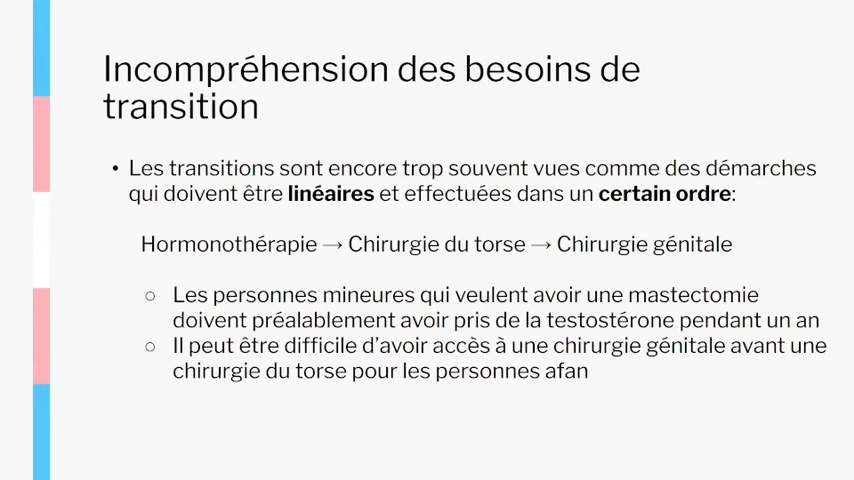 Incompréhension des besoins de
transition
• Les transitions sont encore trop souvent vues comme des démarches
qui doivent être linéaires et effectuées dans un certain ordre:
Hormonothérapie → Chirurgie du torse → Chirurgie génitale
○ Les personnes mineures qui veulent avoir une mastectomie
doivent préalablement avoir pris de la testostérone pendant un an
○ Il peut être difficile d’avoir accès à une chirurgie génitale avant une
chirurgie du torse pour les personnes afan